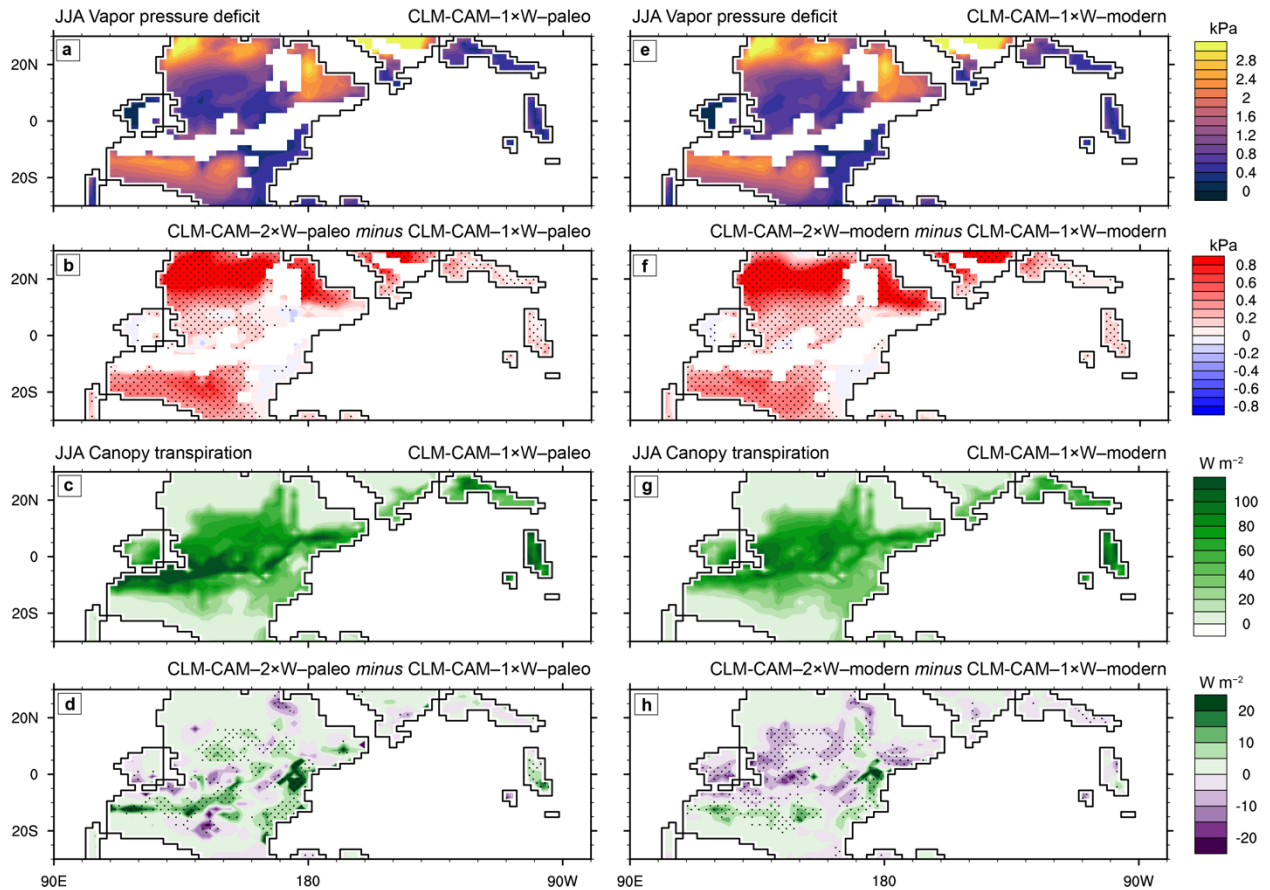 JJA Vapor pressure deficit CLM-CAM–1×W–paleo JJA Vapor pressure deficit CLM-CAM–1×W–modern
a e kPa
20N 2.8
2.4
2
0 1.6
1.2
0.8
20S 0.4
0
CLM-CAM–2×W–paleo minus CLM-CAM–1×W–paleo CLM-CAM–2×W–modern minus CLM-CAM–1×W–modern
b f kPa
20N 0.8
0.6
0.4
0.2
0 0
-0.2
-0.4
20S -0.6
-0.8
JJA Canopy transpiration CLM-CAM–1×W–paleo JJA Canopy transpiration CLM-CAM–1×W–modern
c g W m⁻²
20N 100
80
0 60
40
20S 20
0
CLM-CAM–2×W–paleo minus CLM-CAM–1×W–paleo CLM-CAM–2×W–modern minus CLM-CAM–1×W–modern
d h W m⁻²
20N 20
10
0 0
-10
20S -20
90E 180 90W 90E 180 90W